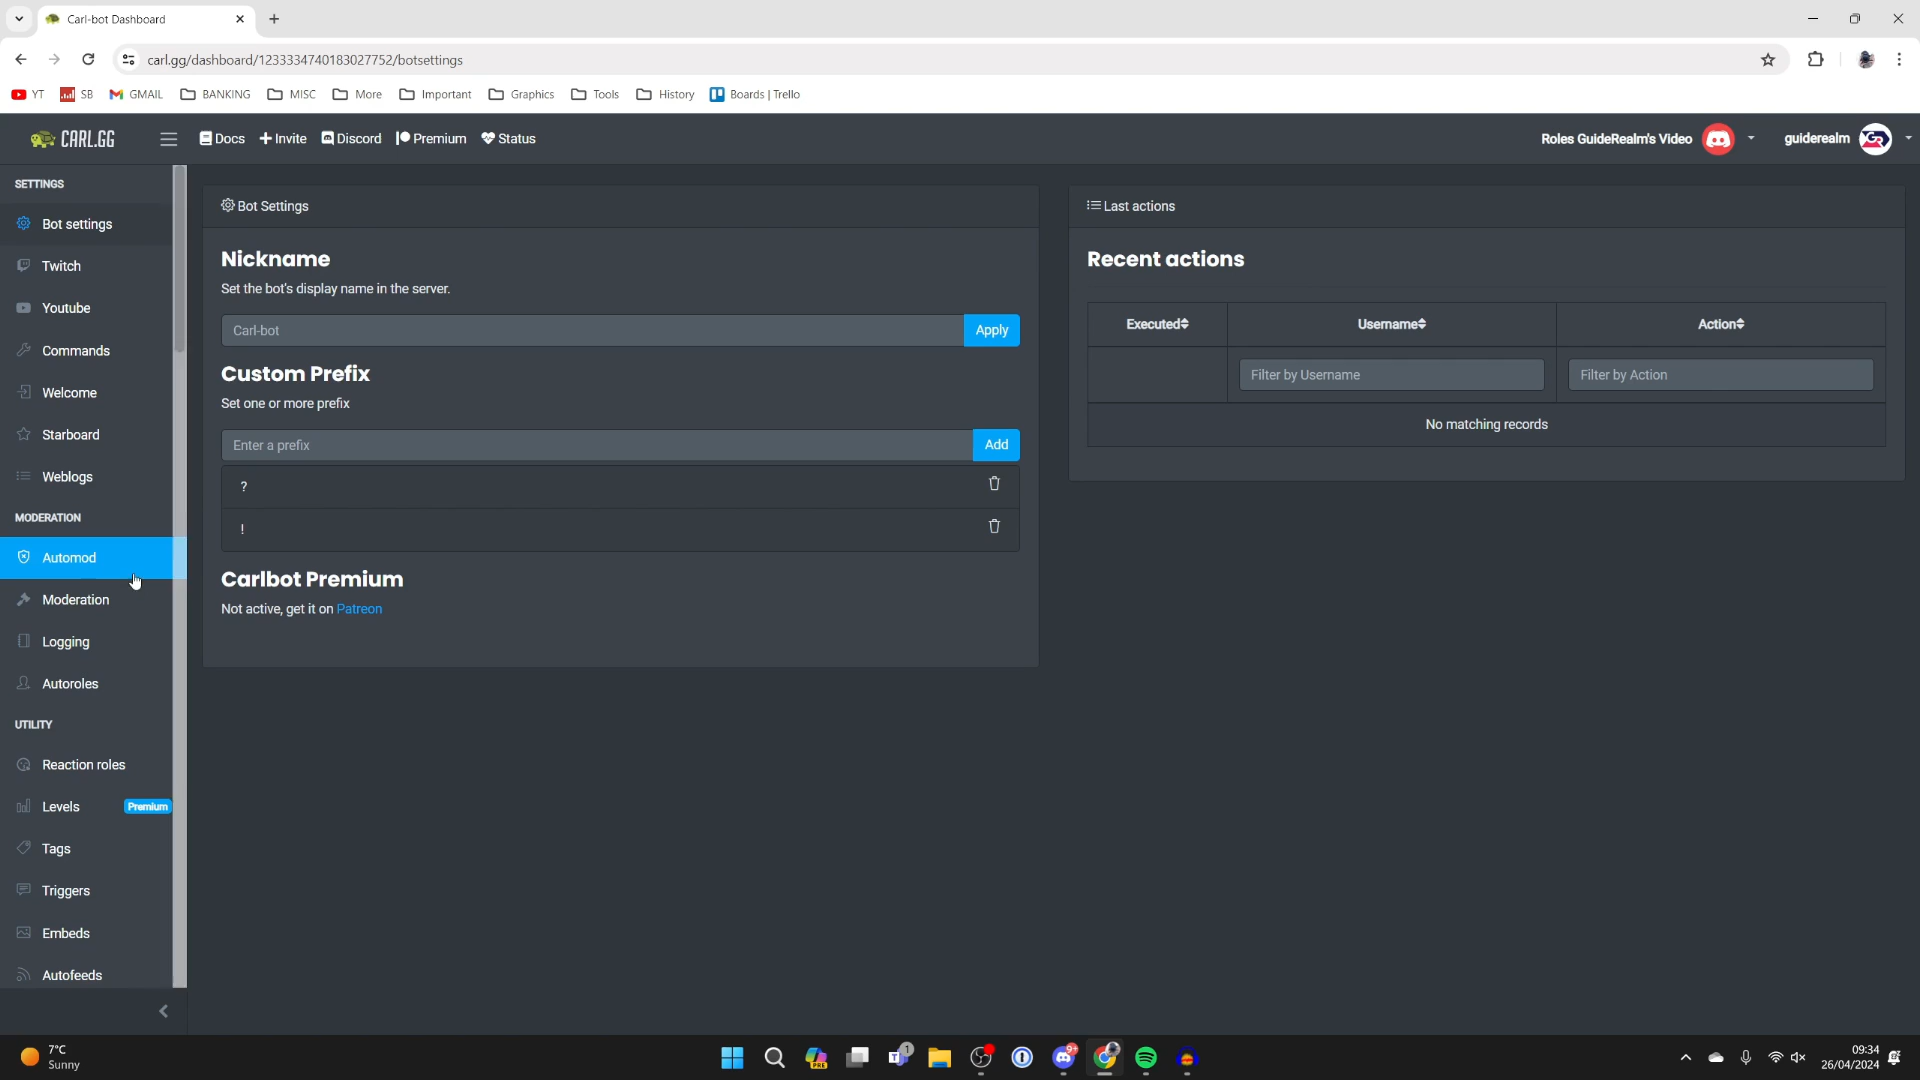 Carl-bot Dashboard
carl.gg/dashboard/1233334740183027752/botsettings
YT SB GMAIL BANKING MISC More Important Graphics Tools History Boards | Trello
CARL.GG Docs Invite Discord Premium Status Roles GuideRealm's Video guiderealm
SETTINGS
Bot settings
Twitch
Youtube
Commands
Welcome
Starboard
Weblogs
MODERATION
Automod
Moderation
Logging
Autoroles
UTILITY
Reaction roles
Levels Premium
Tags
Triggers
Embeds
Autofeeds
Bot Settings
Nickname
Set the bot's display name in the server.
Carl-bot Apply
Custom Prefix
Set one or more prefix
Enter a prefix Add
?
!
Carlbot Premium
Not active, get it on Patreon
Last actions
Recent actions
Executed Username Action
Filter by Username Filter by Action
No matching records
7°C
Sunny
PRE
1
9+
09:34
26/04/2024